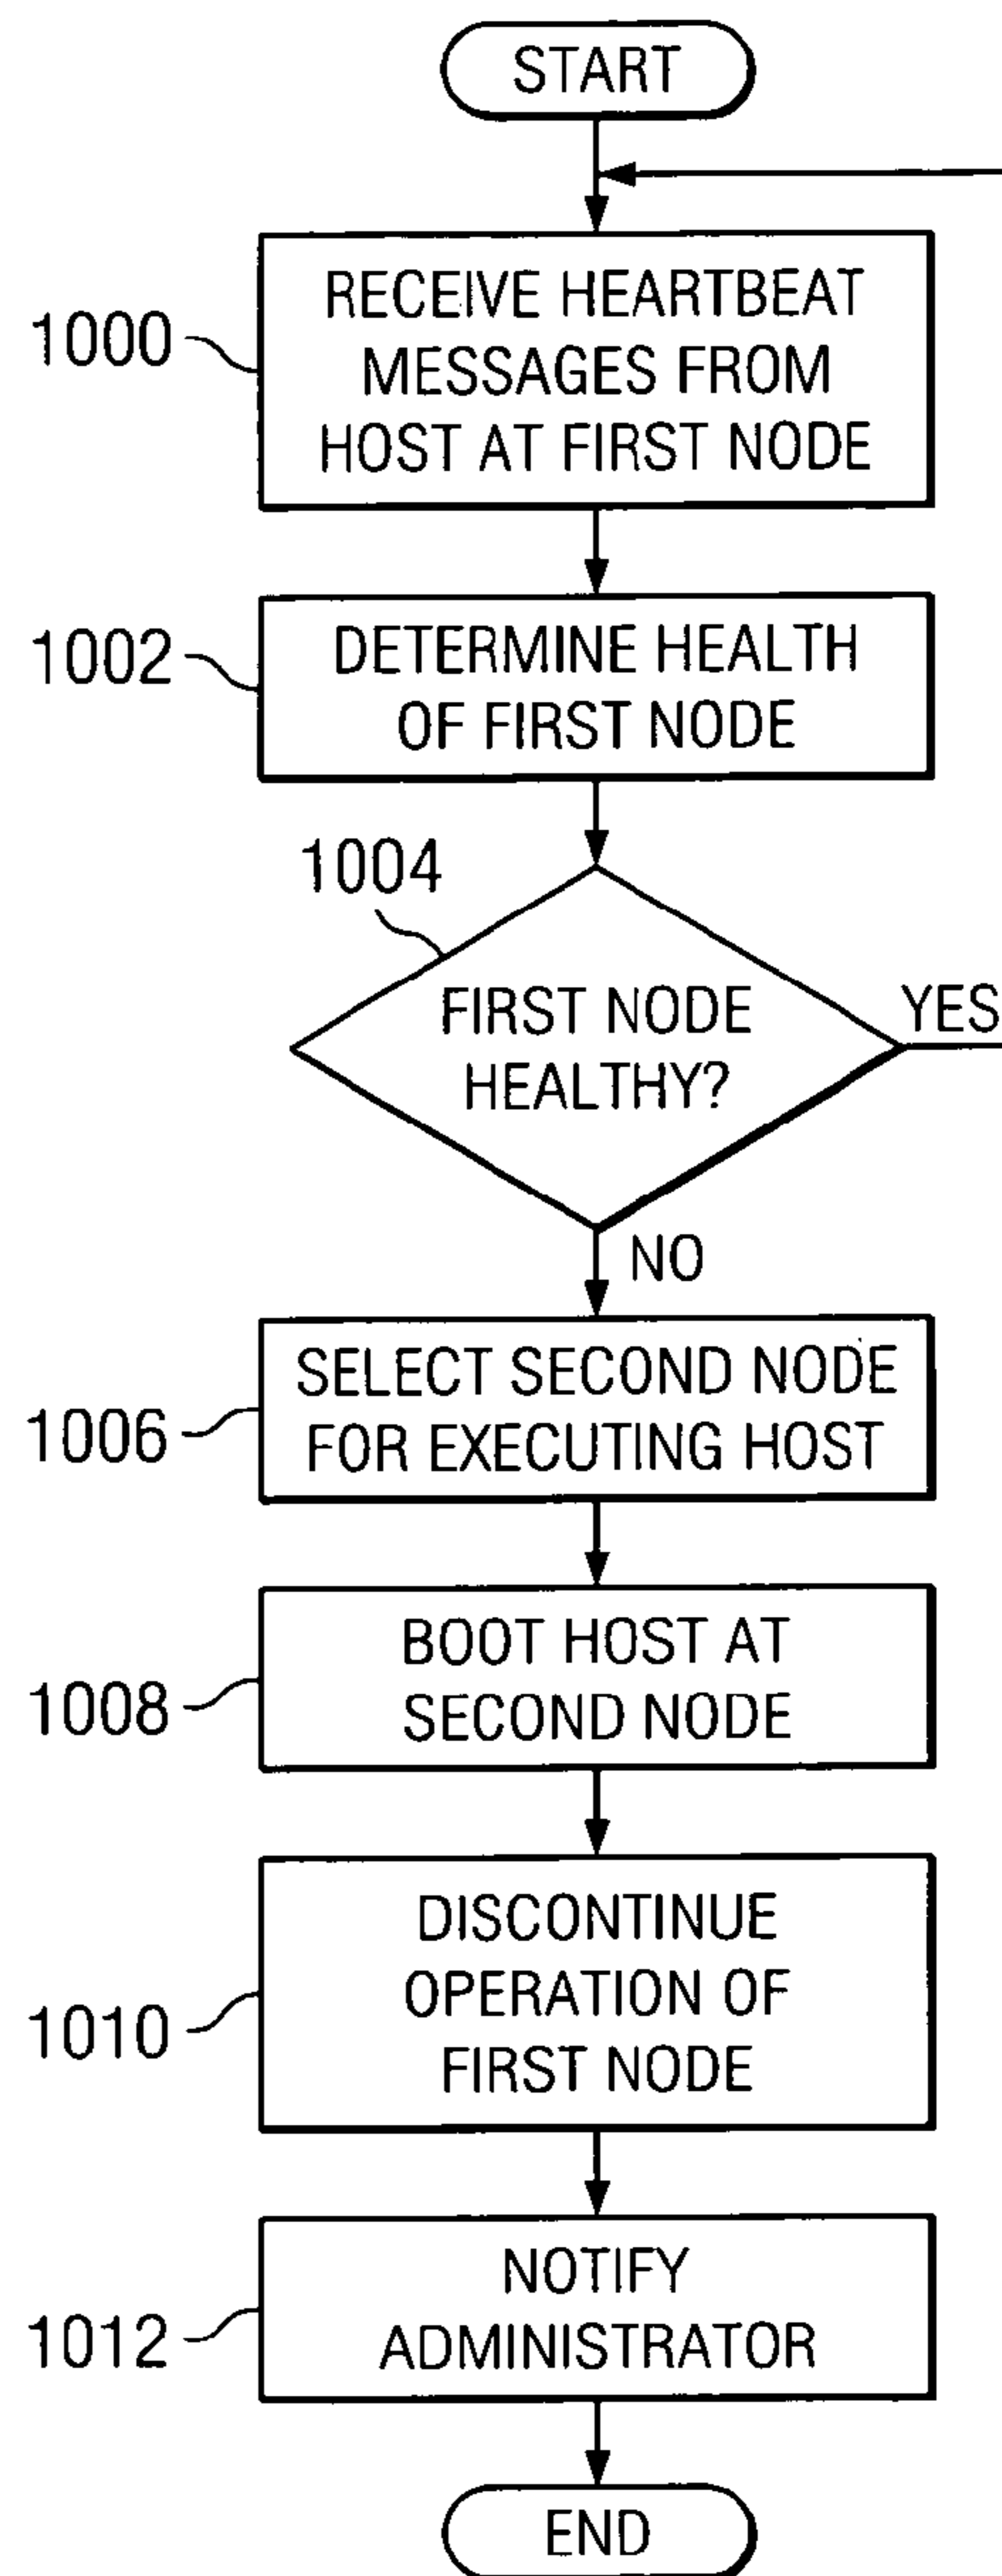 START
1000
RECEIVE HEARTBEAT
MESSAGES FROM
HOST AT FIRST NODE
1002
DETERMINE HEALTH
OF FIRST NODE
1004
FIRST NODE
HEALTHY?
YES
NO
1006
SELECT SECOND NODE
FOR EXECUTING HOST
1008
BOOT HOST AT
SECOND NODE
1010
DISCONTINUE
OPERATION OF
FIRST NODE
1012
NOTIFY
ADMINISTRATOR
END